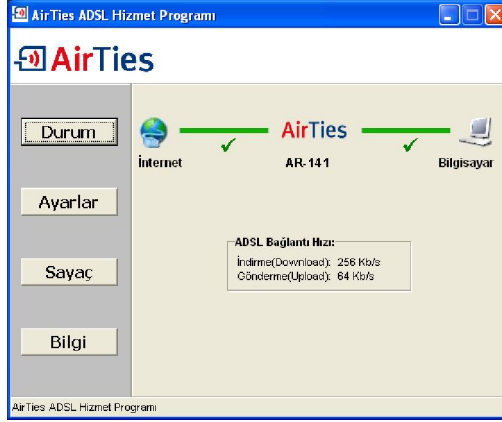 AirTies ADSL Hizmet Programı
AirTies
Durum
Ayarlar
Sayaç
Bilgi
İnternet
AirTies
AR-141
Bilgisayar
ADSL Bağlantı Hızı:
İndirme(Download): 256 Kb/s
Gönderme(Upload): 64 Kb/s
AirTies ADSL Hizmet Programı